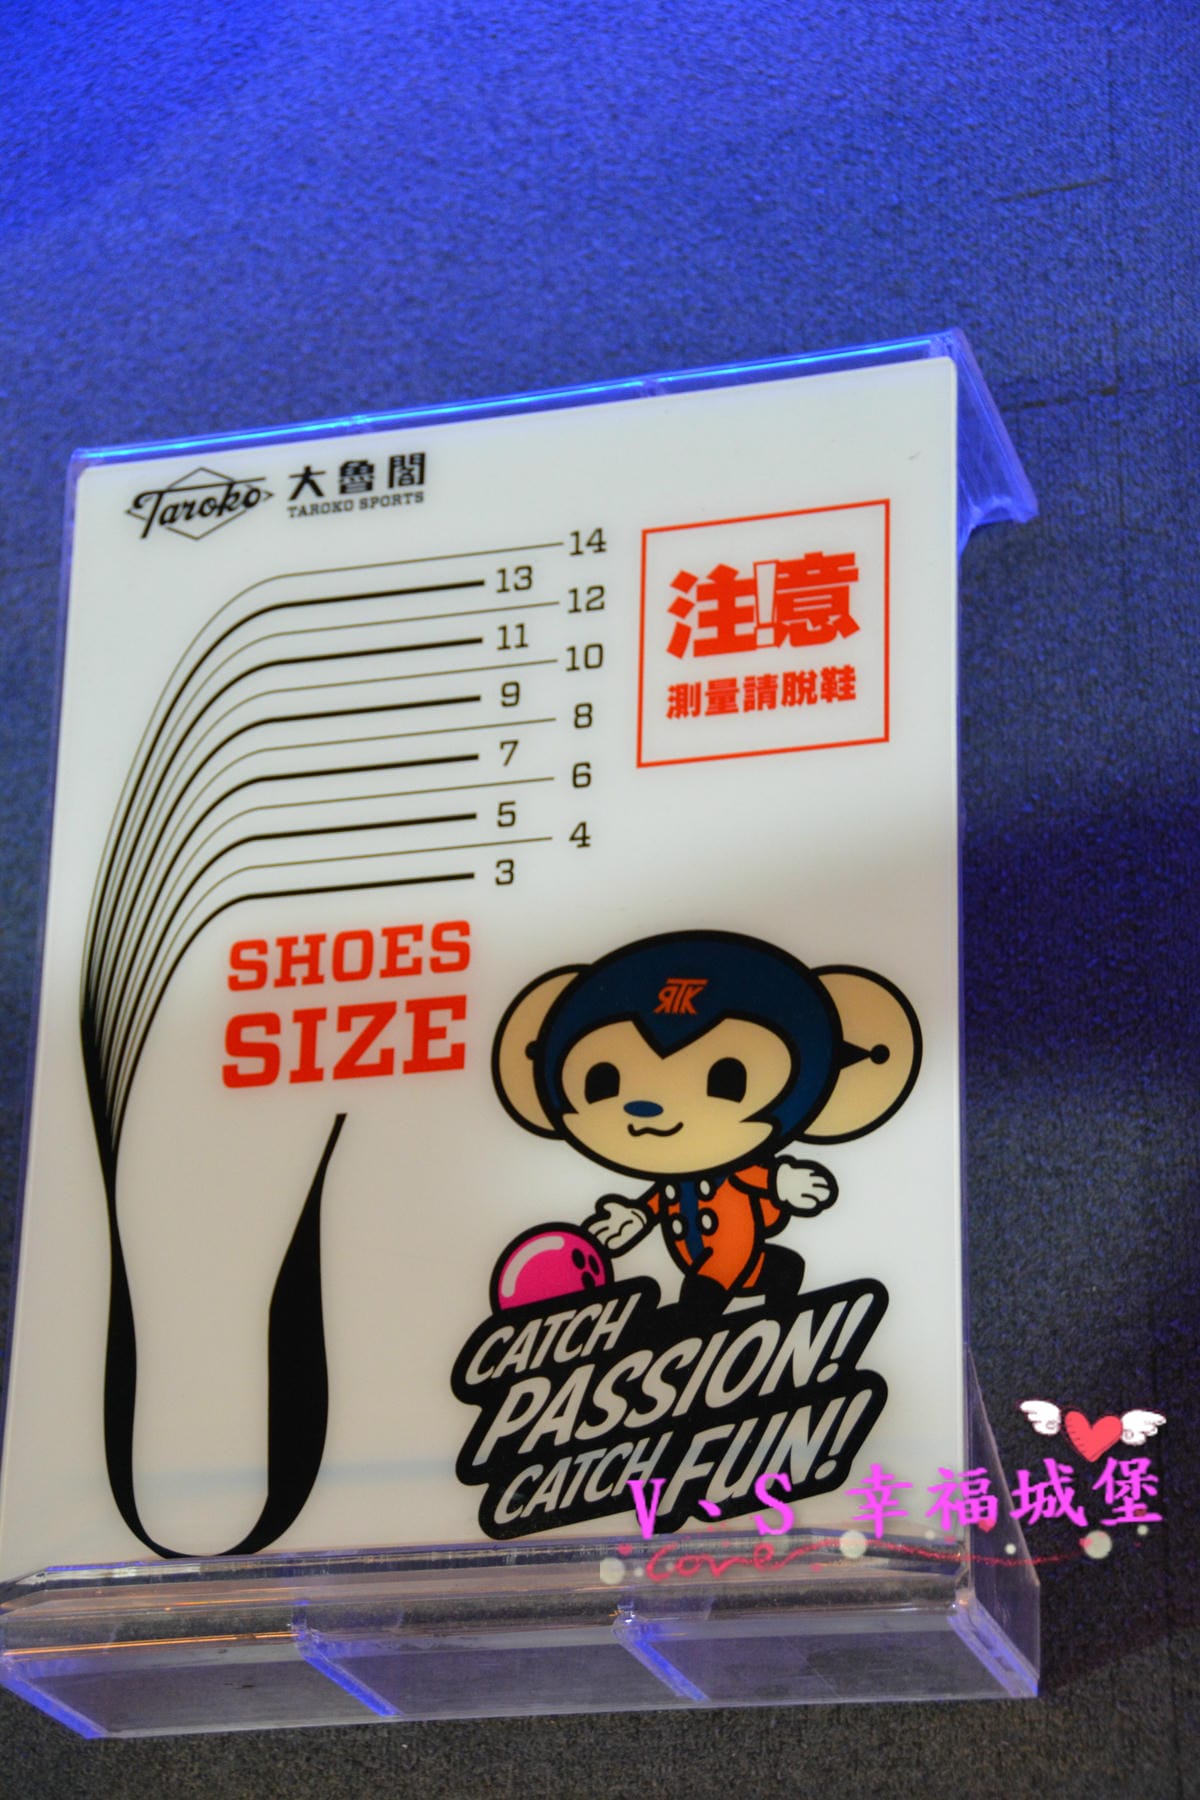 Taroko 大魯閣
TAROKO SPORTS
14
13
12
11
10
9
8
7
6
5
4
3
注!意
測量請脫鞋
SHOES
SIZE
RTK
CATCH
PASSION!
CATCH FUN!
V、S 幸福城堡
Love